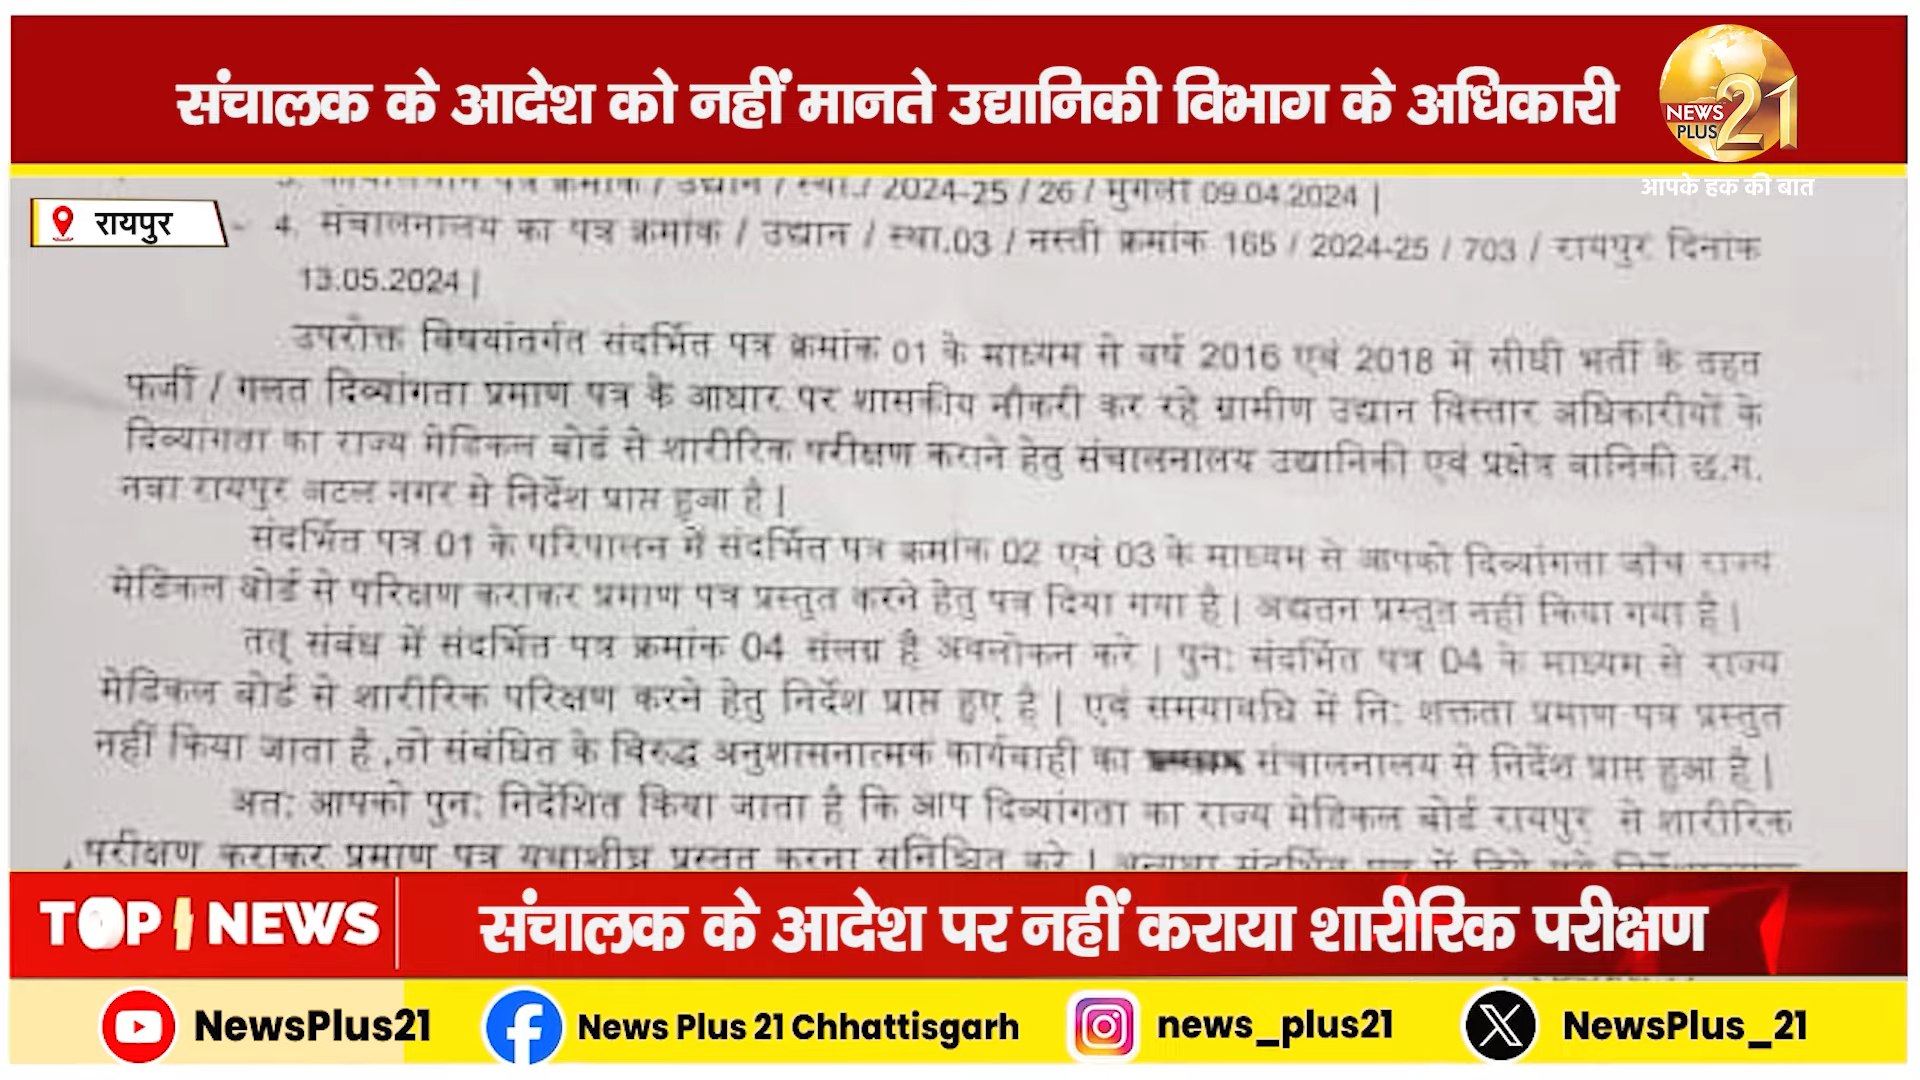 संचालक के आदेश को नहीं मानते उद्यानिकी विभाग के अधिकारी
NEWS PLUS 21
आपके हक की बात
रायपुर
2024-25 / 26 / मुंगेली 09.04.2024 |
4. संचालनालय का पत्र क्रमांक / उद्यान / स्था.03 / नस्ती क्रमांक 165 / 2024-25 / 703 / रायपुर दिनांक
13.05.2024 |
उपरोक्त विषयांतर्गत संदर्भित पत्र क्रमांक 01 के माध्यम से वर्ष 2016 एवं 2018 में सीधी भर्ती के तहत
फर्जी / गलत दिव्यांगता प्रमाण पत्र के आधार पर शासकीय नौकरी कर रहे ग्रामीण उद्यान विस्तार अधिकारीयों के
दिव्यांगता का राज्य मेडिकल बोर्ड से शारीरिक परीक्षण कराने हेतु संचालनालय उद्यानिकी एवं प्रक्षेत्र वानिकी छ.ग.
नवा रायपुर अटल नगर से निर्देश प्राप्त हुआ है |
संदर्भित पत्र 01 के परिपालन में संदर्भित पत्र क्रमांक 02 एवं 03 के माध्यम से आपको दिव्यांगता जाँच राज्य
मेडिकल बोर्ड से परिक्षण कराकर प्रमाण पत्र प्रस्तुत करने हेतु पत्र दिया गया है | अद्यतन प्रस्तुत नहीं किया गया है |
तत् संबंध में संदर्भित पत्र क्रमांक 04 संलग्न है अवलोकन करे | पुनः संदर्भित पत्र 04 के माध्यम से राज्य
मेडिकल बोर्ड से शारीरिक परिक्षण करने हेतु निर्देश प्राप्त हुए है | एवं समयावधि में निः शक्तता प्रमाण पत्र प्रस्तुत
नहीं किया जाता है ,तो संबंधित के विरुद्ध अनुशासनात्मक कार्यवाही का संचालनालय से निर्देश प्राप्त हुआ है |
अतः आपको पुनः निर्देशित किया जाता है कि आप दिव्यांगता का राज्य मेडिकल बोर्ड रायपुर से शारीरिक
परीक्षण कराकर प्रमाण पत्र यथाशीघ्र प्रस्तुत करना सुनिश्चित करे |
TOP NEWS
संचालक के आदेश पर नहीं कराया शारीरिक परीक्षण
NewsPlus21
News Plus 21 Chhattisgarh
news_plus21
NewsPlus_21